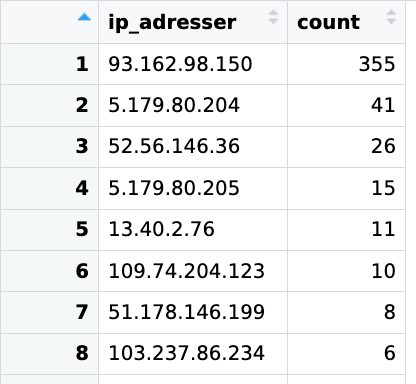 ip_adresser count
1 93.162.98.150 355
2 5.179.80.204 41
3 52.56.146.36 26
4 5.179.80.205 15
5 13.40.2.76 11
6 109.74.204.123 10
7 51.178.146.199 8
8 103.237.86.234 6